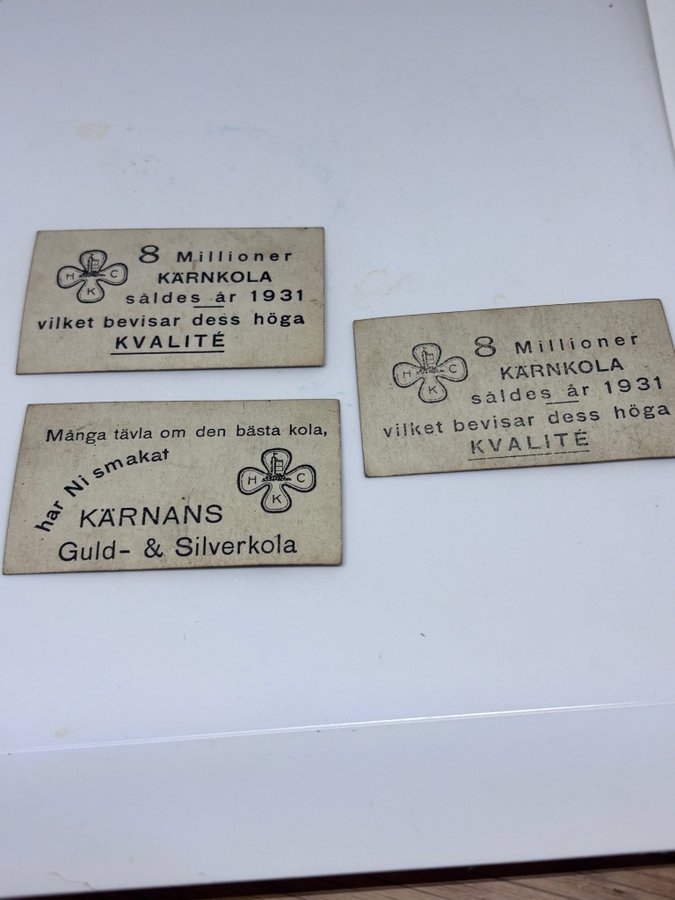 8 Millioner
KÄRNKOLA
såldes år 1931
vilket bevisar dess höga
KVALITÉ
H C
K
Många tävla om den bästa kola,
har Ni smakat
KÄRNANS
Guld- & Silverkola
H C
K
8 Millioner
KÄRNKOLA
såldes år 1931
vilket bevisar dess höga
KVALITÉ
H C
K